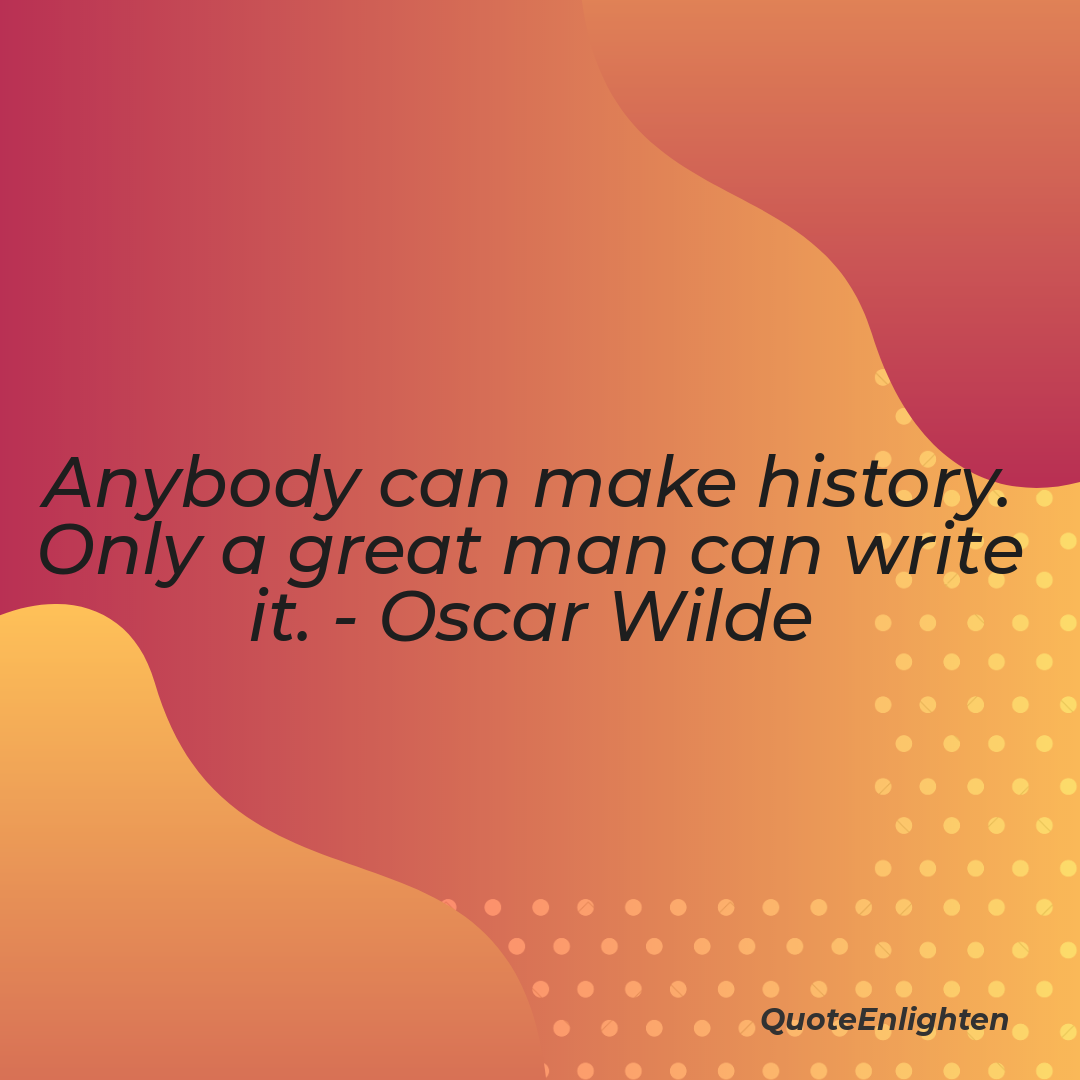 Anybody can make history.
Only a great man can write
it. - Oscar Wilde
QuoteEnlighten